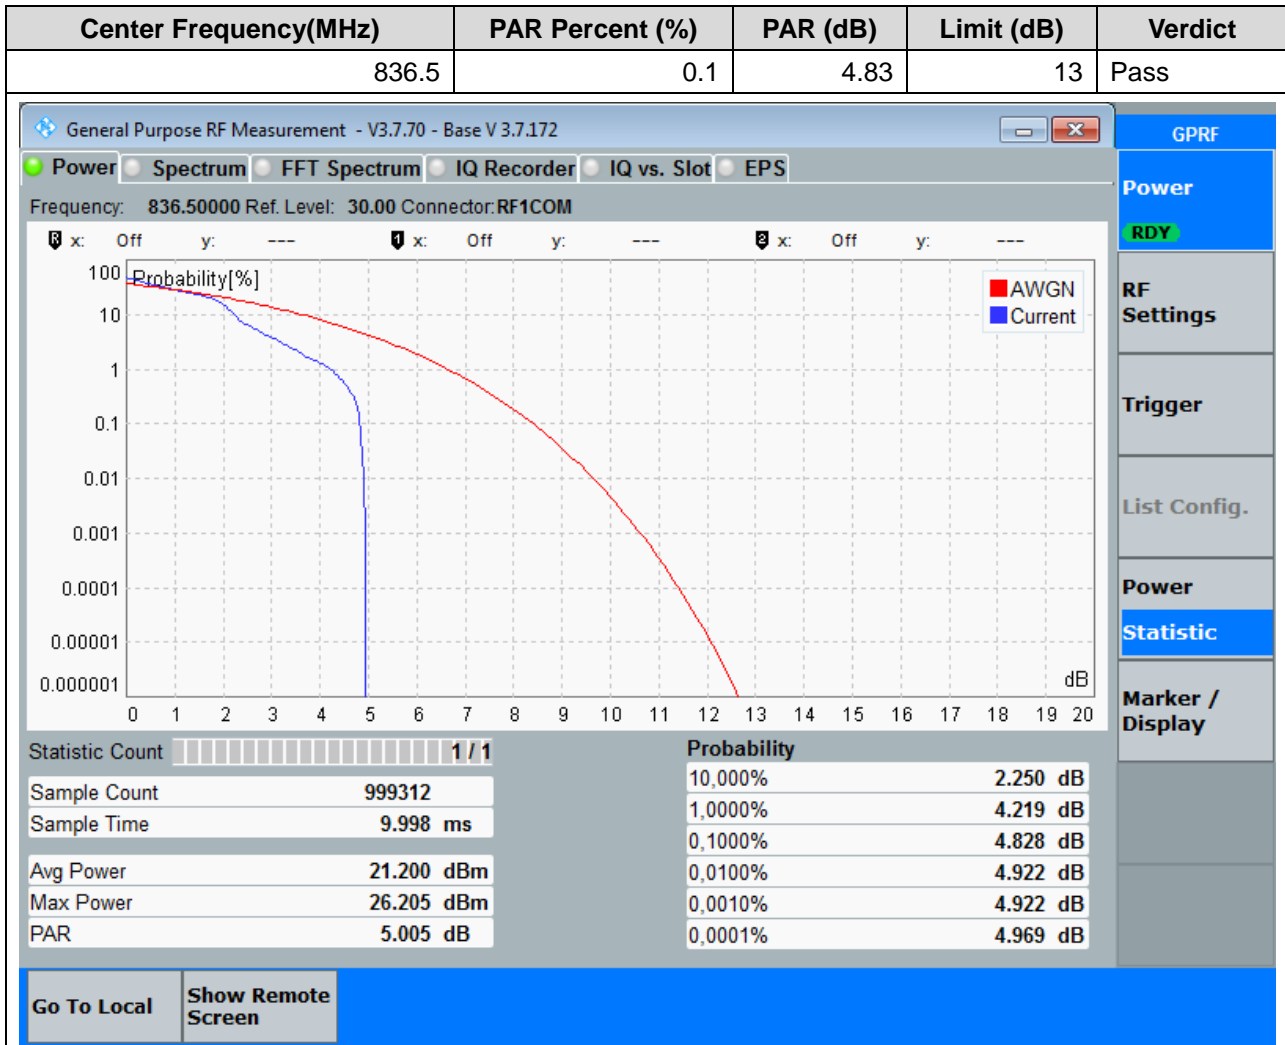 Center Frequency(MHz) PAR Percent (%) PAR (dB) Limit (dB) Verdict
836.5 0.1 4.83 13 Pass
General Purpose RF Measurement - V3.7.70 - Base V 3.7.172
GPRF
Power Spectrum FFT Spectrum IQ Recorder IQ vs. Slot EPS
Power
RDY
Frequency: 836.50000 Ref. Level: 30.00 Connector: RF1COM
R x: Off y: --- 1 x: Off y: --- 2 x: Off y: ---
Probability[%]
AWGN
Current
100
10
1
0.1
0.01
0.001
0.0001
0.00001
0.000001
dB
0 1 2 3 4 5 6 7 8 9 10 11 12 13 14 15 16 17 18 19 20
RF
Settings
Trigger
List Config.
Power
Statistic
Marker /
Display
Statistic Count 1 / 1
Sample Count 999312
Sample Time 9.998 ms
Avg Power 21.200 dBm
Max Power 26.205 dBm
PAR 5.005 dB
Probability
10,000% 2.250 dB
1,0000% 4.219 dB
0,1000% 4.828 dB
0,0100% 4.922 dB
0,0010% 4.922 dB
0,0001% 4.969 dB
Go To Local
Show Remote
Screen